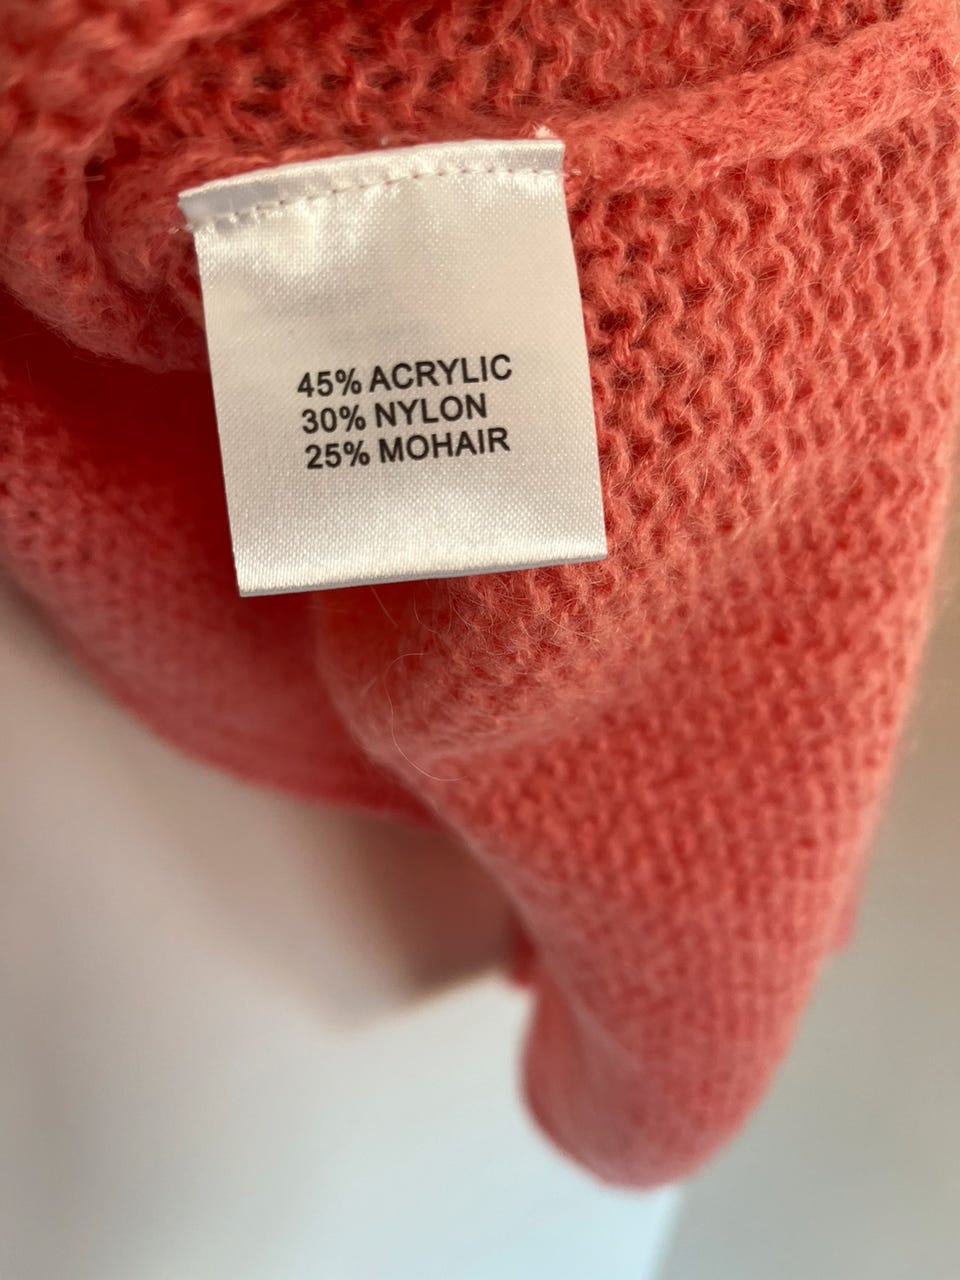 45% ACRYLIC
30% NYLON
25% MOHAIR